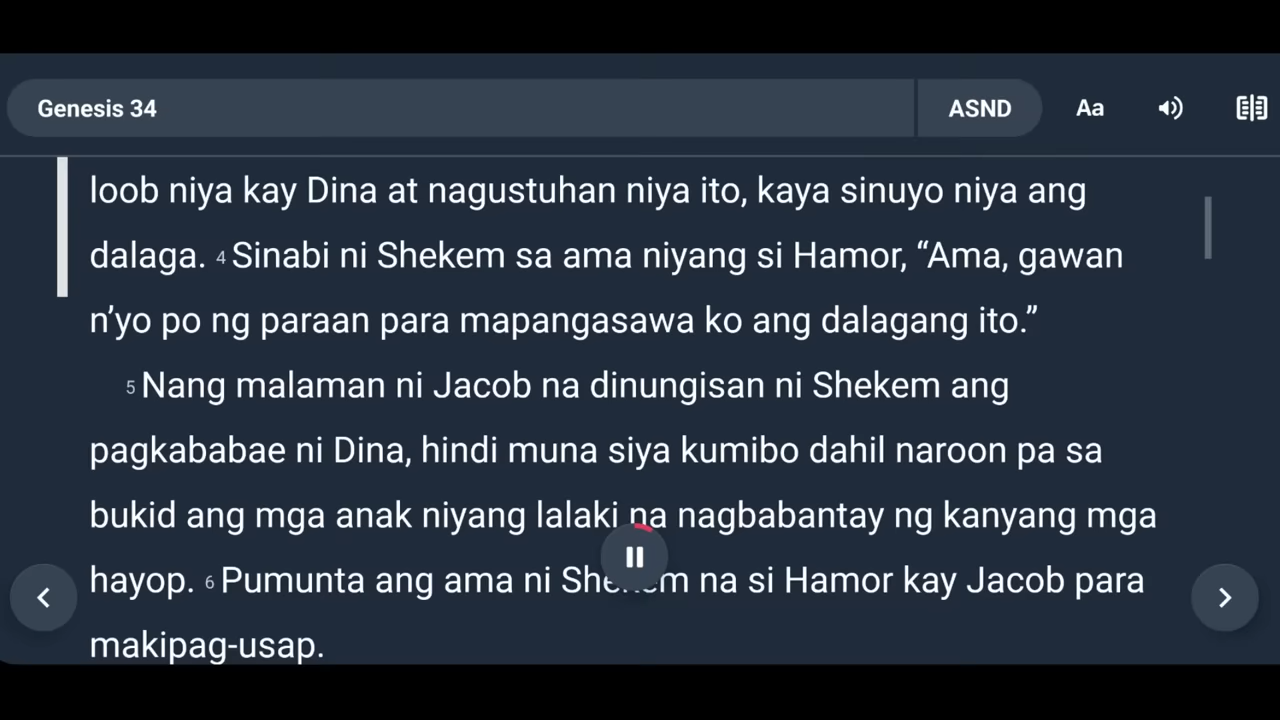 Genesis 34
ASND
Aa
loob niya kay Dina at nagustuhan niya ito, kaya sinuyo niya ang
dalaga. 4 Sinabi ni Shekem sa ama niyang si Hamor, “Ama, gawan
n’yo po ng paraan para mapangasawa ko ang dalagang ito.”
5 Nang malaman ni Jacob na dinungisan ni Shekem ang
pagkababae ni Dina, hindi muna siya kumibo dahil naroon pa sa
bukid ang mga anak niyang lalaki na nagbabantay ng kanyang mga
hayop. 6 Pumunta ang ama ni Shekem na si Hamor kay Jacob para
makipag-usap.